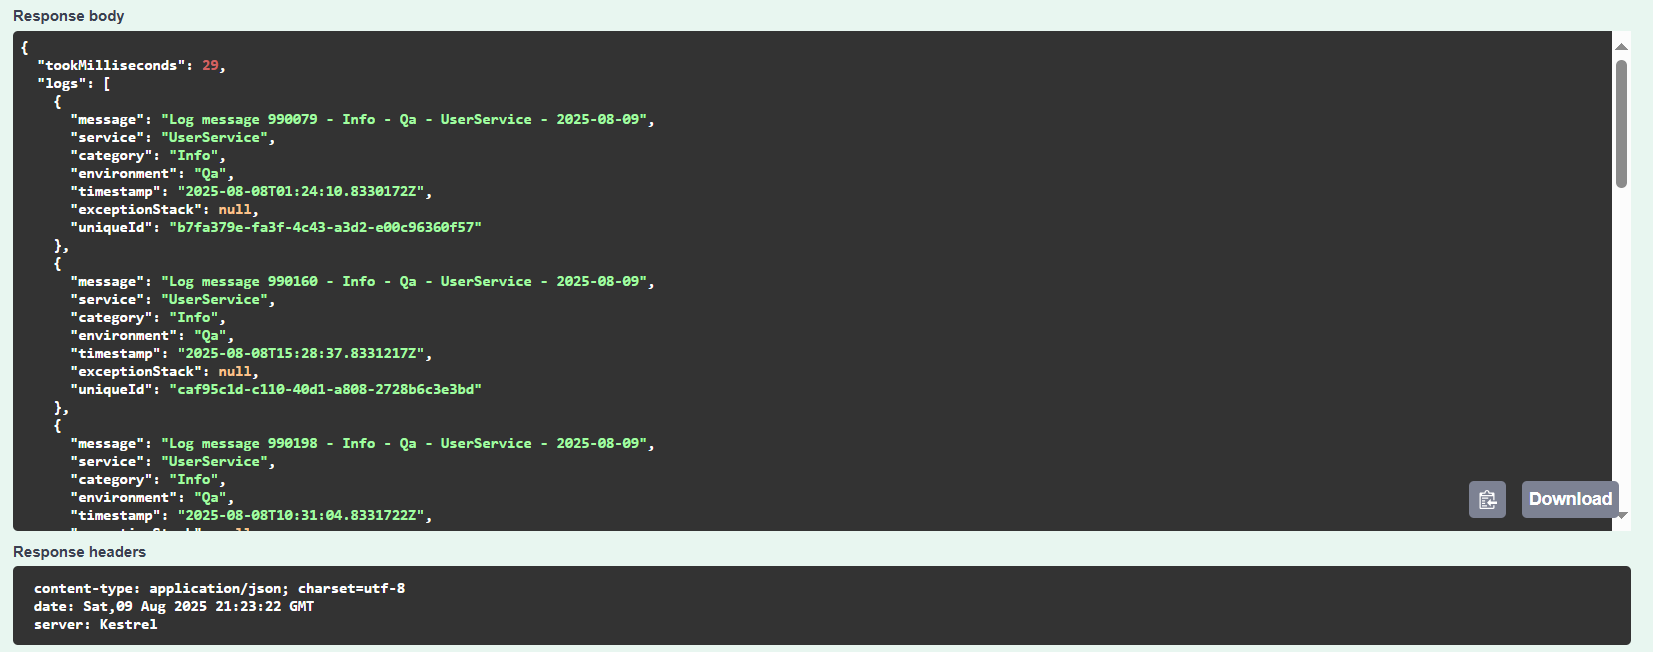 Response body
{
"tookMilliseconds": 29,
"logs": [
{
"message": "Log message 990079 - Info - Qa - UserService - 2025-08-09",
"service": "UserService",
"category": "Info",
"environment": "Qa",
"timestamp": "2025-08-08T01:24:10.8330172Z",
"exceptionStack": null,
"uniqueId": "b7fa379e-fa3f-4c43-a3d2-e00c96360f57"
},
{
"message": "Log message 990160 - Info - Qa - UserService - 2025-08-09",
"service": "UserService",
"category": "Info",
"environment": "Qa",
"timestamp": "2025-08-08T15:28:37.8331217Z",
"exceptionStack": null,
"uniqueId": "caf95c1d-c110-40d1-a808-2728b6c3e3bd"
},
{
"message": "Log message 990198 - Info - Qa - UserService - 2025-08-09",
"service": "UserService",
"category": "Info",
"environment": "Qa",
"timestamp": "2025-08-08T10:31:04.8331722Z",
Download
Response headers
content-type: application/json; charset=utf-8
date: Sat,09 Aug 2025 21:23:22 GMT
server: Kestrel